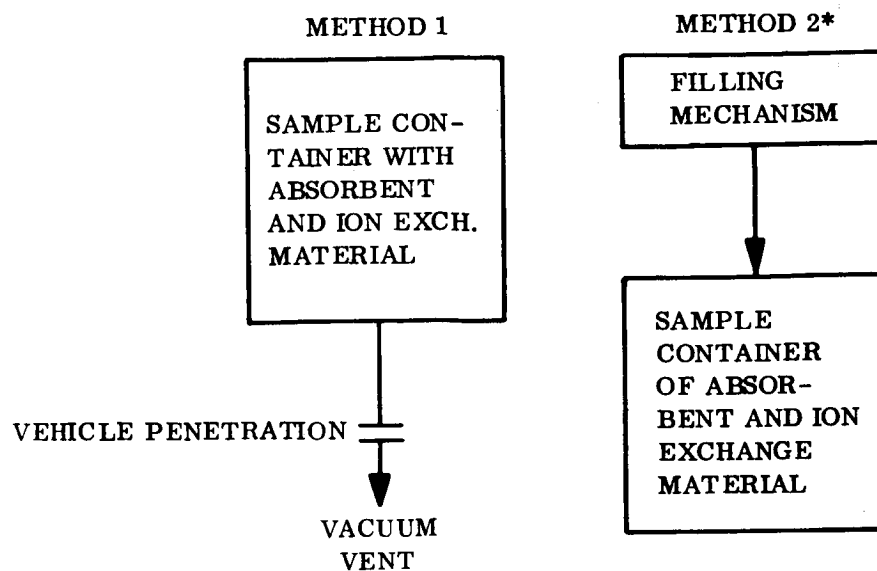 METHOD 1
SAMPLE CON-
TAINER WITH
ABSORBENT
AND ION EXCH.
MATERIAL
VEHICLE PENETRATION
VACUUM
VENT
METHOD 2*
FILLING
MECHANISM
SAMPLE
CONTAINER
OF ABSOR-
BENT AND ION
EXCHANGE
MATERIAL